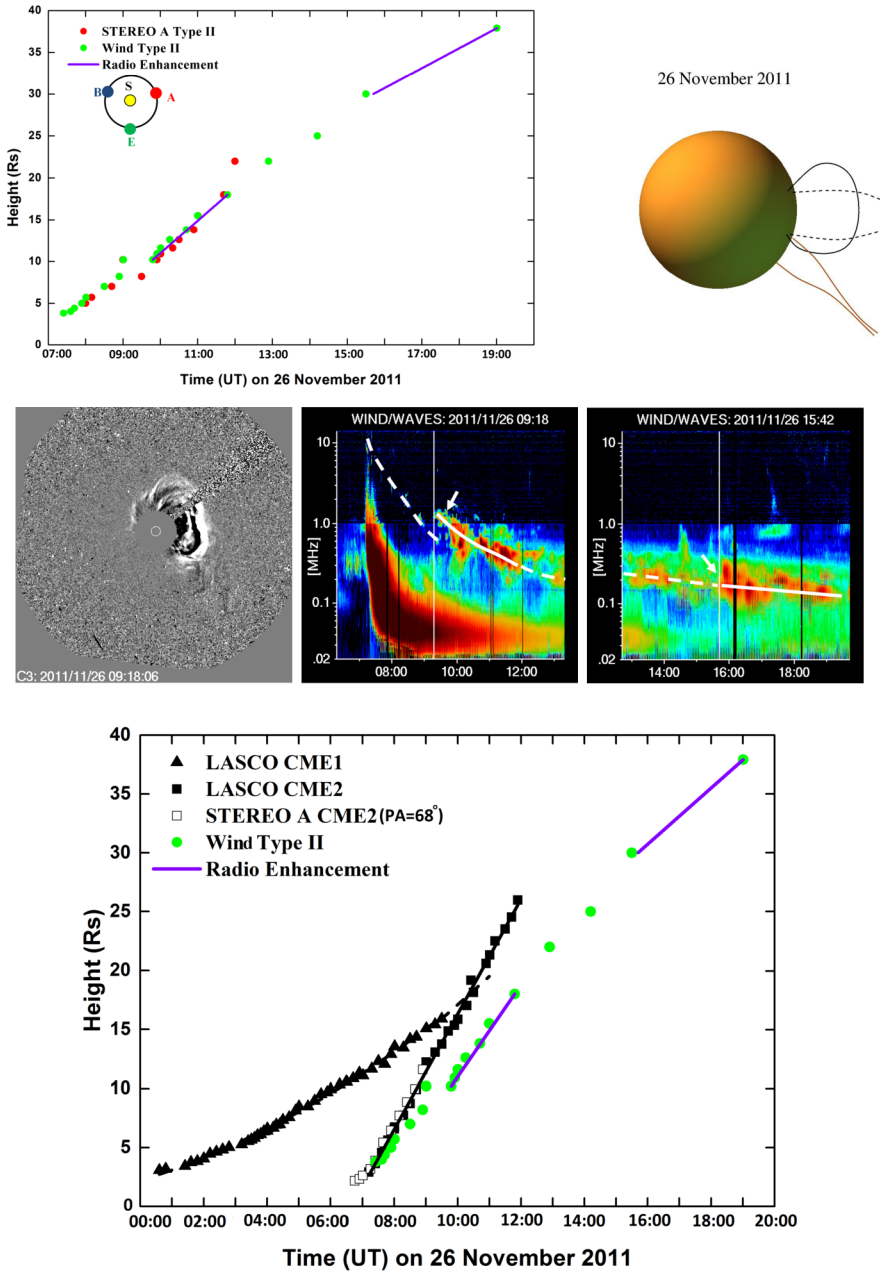 40
35
30
25
20
15
10
5
0
Height (Rs)
STEREO A Type II
Wind Type II
Radio Enhancement
B
S
A
E
07:00 09:00 11:00 13:00 15:00 17:00 19:00
Time (UT) on 26 November 2011
26 November 2011
C3: 2011/11/26 09:18:06
WIND/WAVES: 2011/11/26 09:18
10
1.0
[MHz]
0.1
.02
08:00 10:00 12:00
WIND/WAVES: 2011/11/26 15:42
10
1.0
[MHz]
0.1
.02
14:00 16:00 18:00
40
35
30
25
20
15
10
5
0
Height (Rs)
LASCO CME1
LASCO CME2
STEREO A CME2(PA=68°)
Wind Type II
Radio Enhancement
00:00 02:00 04:00 06:00 08:00 10:00 12:00 14:00 16:00 18:00 20:00
Time (UT) on 26 November 2011